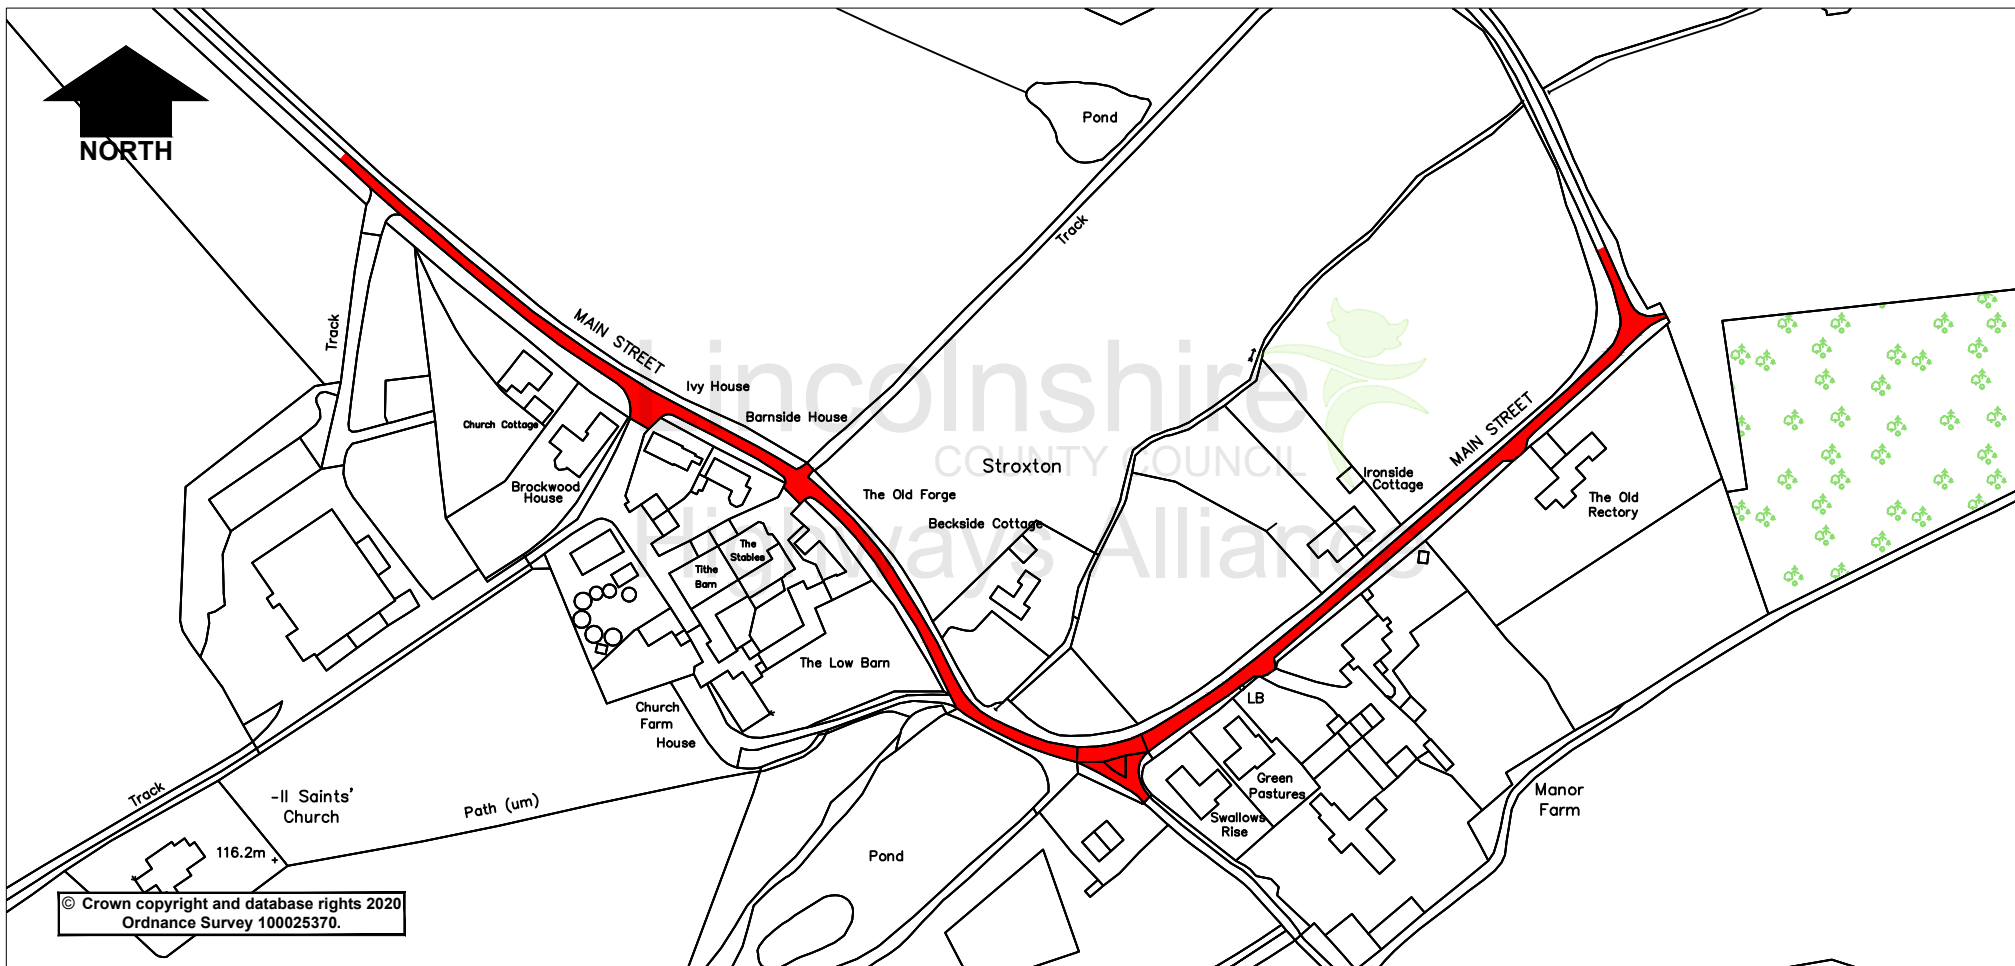 NORTH
Pond
Track
Track
MAIN STREET
Ivy House
Barnside House
Lincolnshire
COUNTY COUNCIL
Highways Alliance
Stroxton
MAIN STREET
Church Cottage
Brockwood
House
The Old Forge
Beckside Cottage
Ironside
Cottage
The Old
Rectory
The
Stables
Tithe
Barn
The Low Barn
Church
Farm
House
LB
Green
Pastures
Swallows
Rise
Manor
Farm
Track
-ll Saints'
Church
Path (um)
116.2m
Pond
© Crown copyright and database rights 2020
Ordnance Survey 100025370.